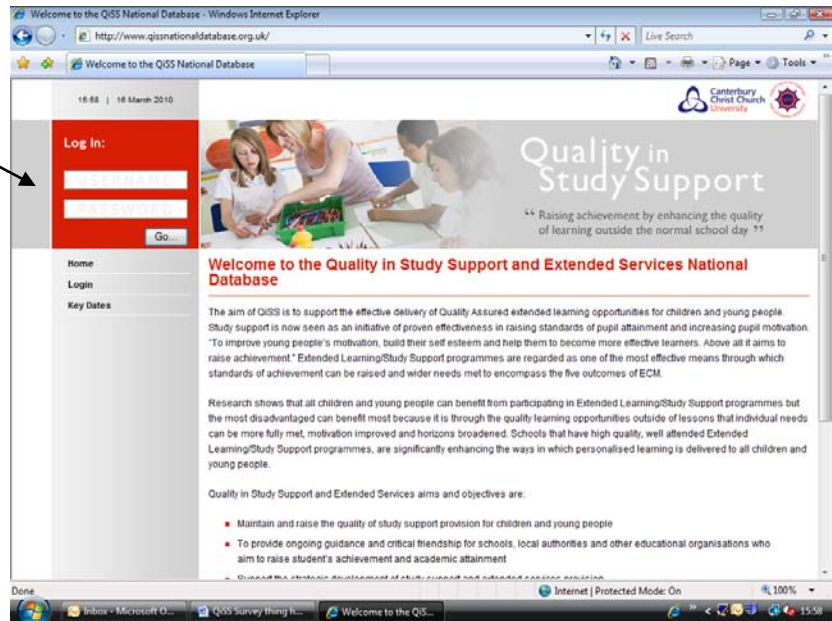 Welcome to the QiSS National Database - Windows Internet Explorer
http://www.qissnationaldatabase.org.uk/
Live Search
Welcome to the QiSS National Database
Page
Tools
| 16 March 2010
Canterbury
Christ Church
University
Log In:
USERNAME
PASSWORD
Go...
Quality in
Study Support
“ Raising achievement by enhancing the quality
of learning outside the normal school day ”
Home
Login
Key Dates
Welcome to the Quality in Study Support and Extended Services National
Database
The aim of QiSS is to support the effective delivery of Quality Assured extended learning opportunities for children and young people.
Study support is now seen as an initiative of proven effectiveness in raising standards of pupil attainment and increasing pupil motivation.
"To improve young people's motivation, build their self esteem and help them to become more effective learners. Above all it aims to
raise achievement." Extended Learning/Study Support programmes are regarded as one of the most effective means through which
standards of achievement can be raised and wider needs met to encompass the five outcomes of ECM.
Research shows that all children and young people can benefit from participating in Extended Learning/Study Support programmes but
the most disadvantaged can benefit most because it is through the quality learning opportunities outside of lessons that individual needs
can be more fully met, motivation improved and horizons broadened. Schools that have high quality, well attended Extended
Learning/Study Support programmes, are significantly enhancing the ways in which personalised learning is delivered to all children and
young people.
Quality in Study Support and Extended Services aims and objectives are:
Maintain and raise the quality of study support provision for children and young people
To provide ongoing guidance and critical friendship for schools, local authorities and other educational organisations who
aim to raise student's achievement and academic attainment
Support the strategic development of study support and extended services provision
Done
Internet | Protected Mode: On
100%
Inbox - Microsoft O...
QiSS Survey thing h...
Welcome to the QiS...
15:58